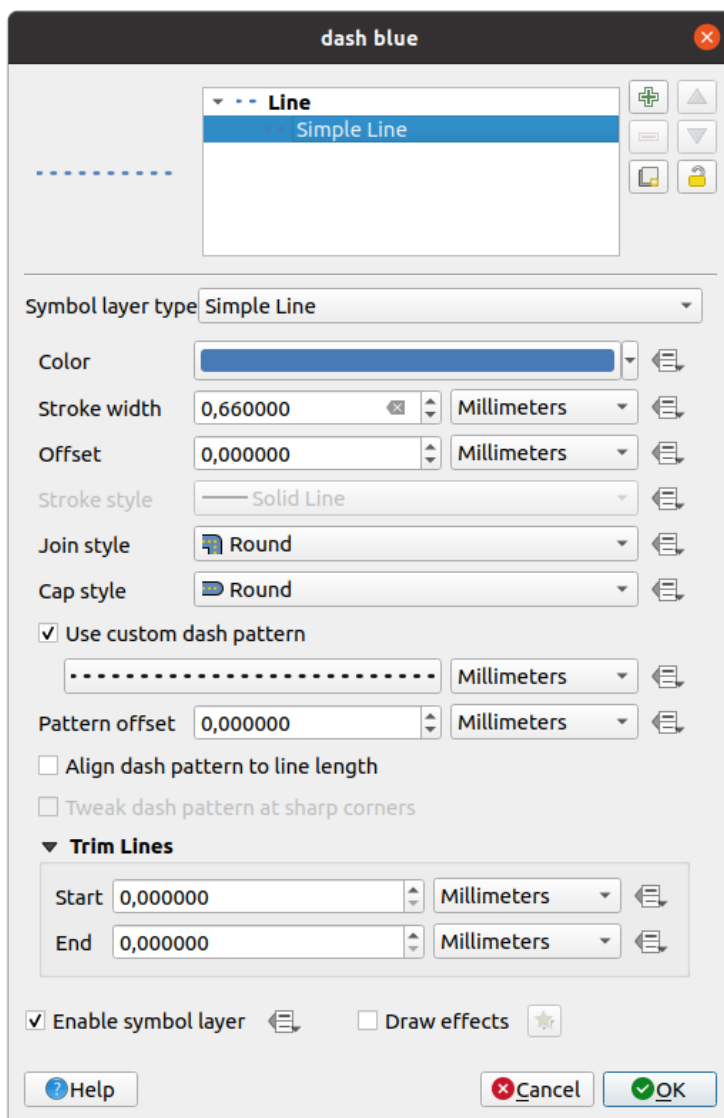 dash blue
Line
Simple Line
Symbol layer type Simple Line
Color
Stroke width 0,660000 Millimeters
Offset 0,000000 Millimeters
Stroke style Solid Line
Join style Round
Cap style Round
Use custom dash pattern
Millimeters
Pattern offset 0,000000 Millimeters
Align dash pattern to line length
Tweak dash pattern at sharp corners
Trim Lines
Start 0,000000 Millimeters
End 0,000000 Millimeters
Enable symbol layer Draw effects
Help Cancel OK